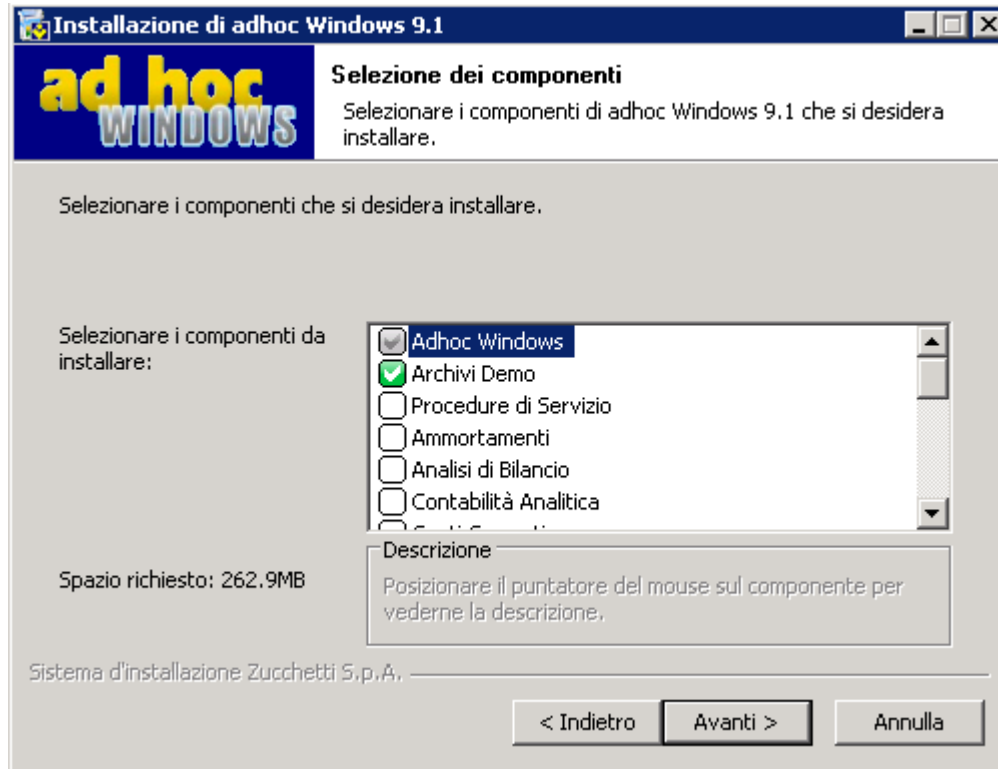 Installazione di adhoc Windows 9.1
ad hoc
WINDOWS
Selezione dei componenti
Selezionare i componenti di adhoc Windows 9.1 che si desidera
installare.
Selezionare i componenti che si desidera installare.
Selezionare i componenti da
installare:
Adhoc Windows
Archivi Demo
Procedure di Servizio
Ammortamenti
Analisi di Bilancio
Contabilità Analitica
Spazio richiesto: 262.9MB
Descrizione
Posizionare il puntatore del mouse sul componente per
vederne la descrizione.
Sistema d'installazione Zucchetti S.p.A.
< Indietro
Avanti >
Annulla